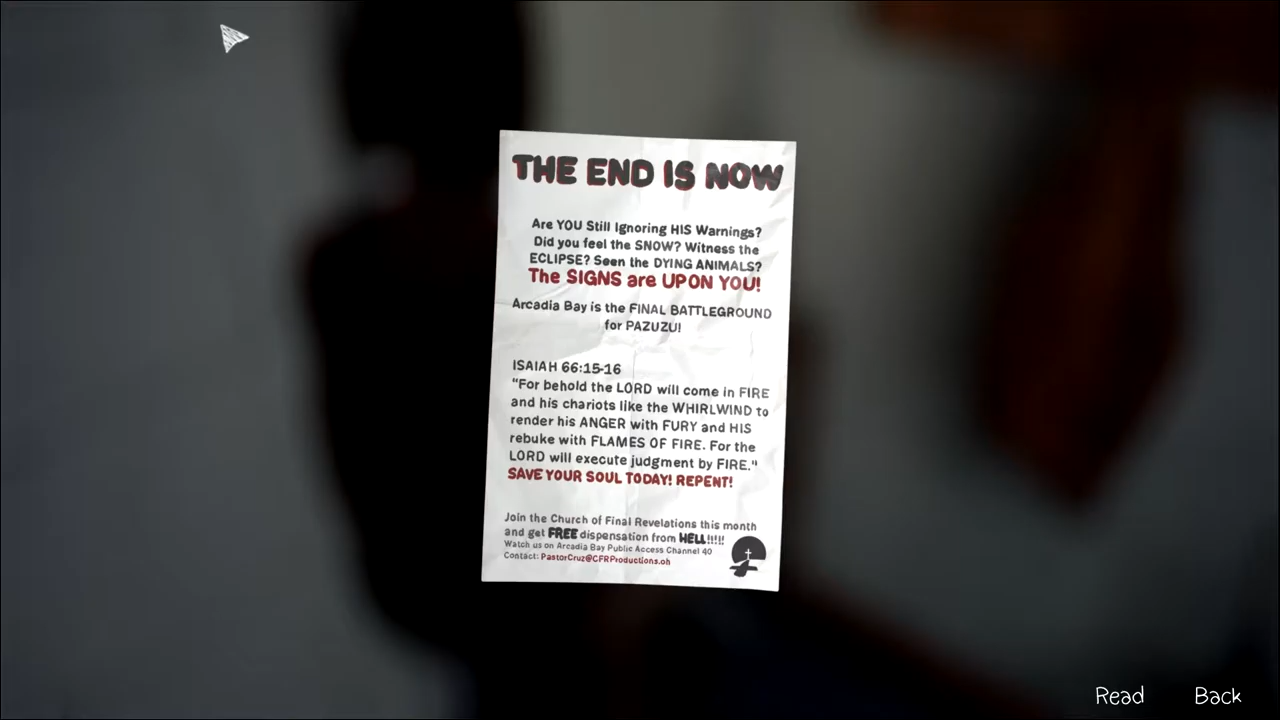 THE END IS NOW
Are YOU Still Ignoring HIS Warnings?
Did you feel the SNOW? Witness the
ECLIPSE? Seen the DYING ANIMALS?
The SIGNS are UPON YOU!
Arcadia Bay is the FINAL BATTLEGROUND
for PAZUZU!
ISAIAH 66:15-16
"For behold the LORD will come in FIRE
and his chariots like the WHIRLWIND to
render his ANGER with FURY and HIS
rebuke with FLAMES OF FIRE. For the
LORD will execute judgment by FIRE."
SAVE YOUR SOUL TODAY! REPENT!
Join the Church of Final Revelations this month
and get FREE dispensation from HELL!!!!!
Watch us on Arcadia Bay Public Access Channel 40
Contact: PastorCruz@CFRProductions.oh
Read
Back